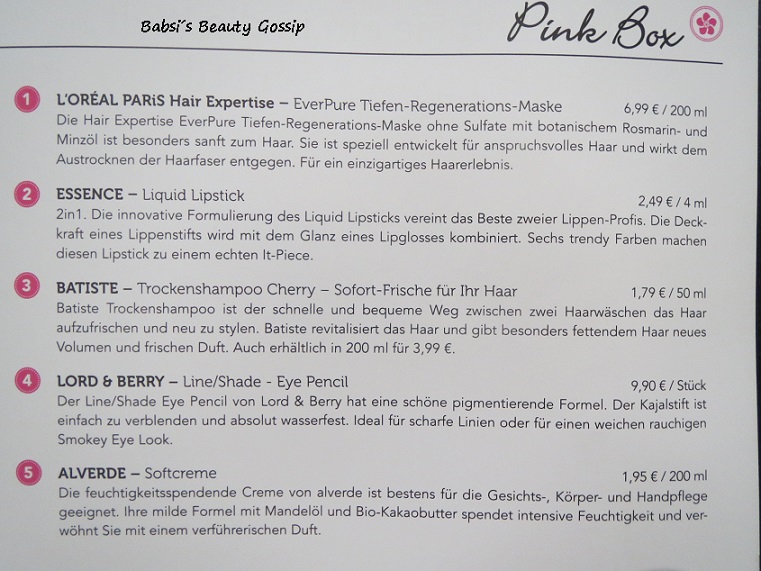 Babsi´s Beauty Gossip
Pink Box
1 L'ORÉAL PARiS Hair Expertise – EverPure Tiefen-Regenerations-Maske 6,99 € / 200 ml
Die Hair Expertise EverPure Tiefen-Regenerations-Maske ohne Sulfate mit botanischem Rosmarin- und
Minzöl ist besonders sanft zum Haar. Sie ist speziell entwickelt für anspruchsvolles Haar und wirkt dem
Austrocknen der Haarfaser entgegen. Für ein einzigartiges Haarerlebnis.
2 ESSENCE – Liquid Lipstick 2,49 € / 4 ml
2in1. Die innovative Formulierung des Liquid Lipsticks vereint das Beste zweier Lippen-Profis. Die Deck-
kraft eines Lippenstifts wird mit dem Glanz eines Lipglosses kombiniert. Sechs trendy Farben machen
diesen Lipstick zu einem echten It-Piece.
3 BATISTE – Trockenshampoo Cherry – Sofort-Frische für Ihr Haar 1,79 € / 50 ml
Batiste Trockenshampoo ist der schnelle und bequeme Weg zwischen zwei Haarwäschen das Haar
aufzufrischen und neu zu stylen. Batiste revitalisiert das Haar und gibt besonders fettendem Haar neues
Volumen und frischen Duft. Auch erhältlich in 200 ml für 3,99 €.
4 LORD & BERRY – Line/Shade - Eye Pencil 9,90 € / Stück
Der Line/Shade Eye Pencil von Lord & Berry hat eine schöne pigmentierende Formel. Der Kajalstift ist
einfach zu verblenden und absolut wasserfest. Ideal für scharfe Linien oder für einen weichen rauchigen
Smokey Eye Look.
5 ALVERDE – Softcreme 1,95 € / 200 ml
Die feuchtigkeitsspendende Creme von alverde ist bestens für die Gesichts-, Körper- und Handpflege
geeignet. Ihre milde Formel mit Mandelöl und Bio-Kakaobutter spendet intensive Feuchtigkeit und ver-
wöhnt Sie mit einem verführerischen Duft.